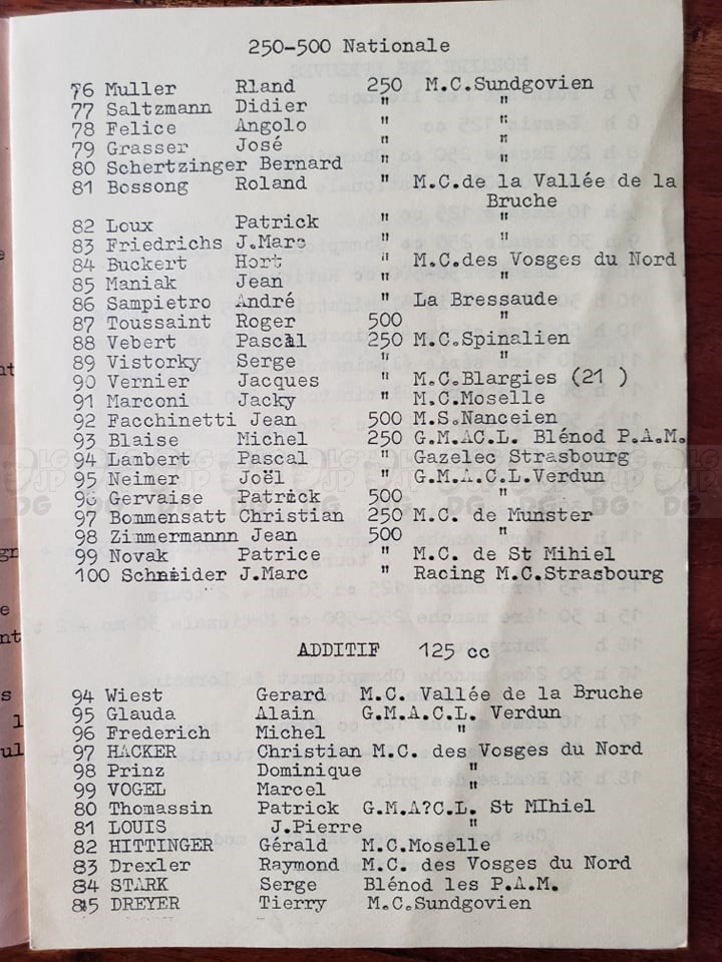 250-500 Nationale
76 Muller Rland 250 M.C.Sundgovien
77 Saltzmann Didier " "
78 Felice Angolo " "
79 Grasser José " "
80 Schertzinger Bernard " "
81 Bossong Roland " M.C.de la Vallée de la
Bruche
82 Loux Patrick " "
83 Friedrichs J.Marc " "
84 Buckert Hort " M.C.des Vosges du Nord
85 Maniak Jean " "
86 Sampietro André " La Bressaude
87 Toussaint Roger 500 "
88 Vebert Pascal 250 M.C.Spinalien
89 Vistorky Serge " "
90 Vernier Jacques " M.C.Blargies (21 )
91 Marconi Jacky " M.C.Moselle
92 Facchinetti Jean 500 M.S.Nanceien
93 Blaise Michel 250 G.M.AC.L. Blénod P.A.M.
94 Lambert Pascal " Gazelec Strasbourg
95 Neimer Joël " G.M.A.C.L.Verdun
96 Gervaise Patrick 500 "
97 Bommensatt Christian 250 M.C. de Munster
98 Zimmermannn Jean 500 "
99 Novak Patrice " M.C. de St Mihiel
100 Schneider J.Marc " Racing M.C.Strasbourg
ADDITIF 125 cc
94 Wiest Gerard M.C. Vallée de la Bruche
95 Glauda Alain G.M.A.C.L. Verdun
96 Frederich Michel "
97 HACKER Christian M.C. des Vosges du Nord
98 Prinz Dominique "
99 VOGEL Marcel "
80 Thomassin Patrick G.M.A?C.L. St MIhiel
81 LOUIS J.Pierre "
82 HITTINGER Gérald M.C.Moselle
83 Drexler Raymond M.C. des Vosges du Nord
84 STARK Serge Blénod les P.A.M.
85 DREYER Tierry M.C.Sundgovien